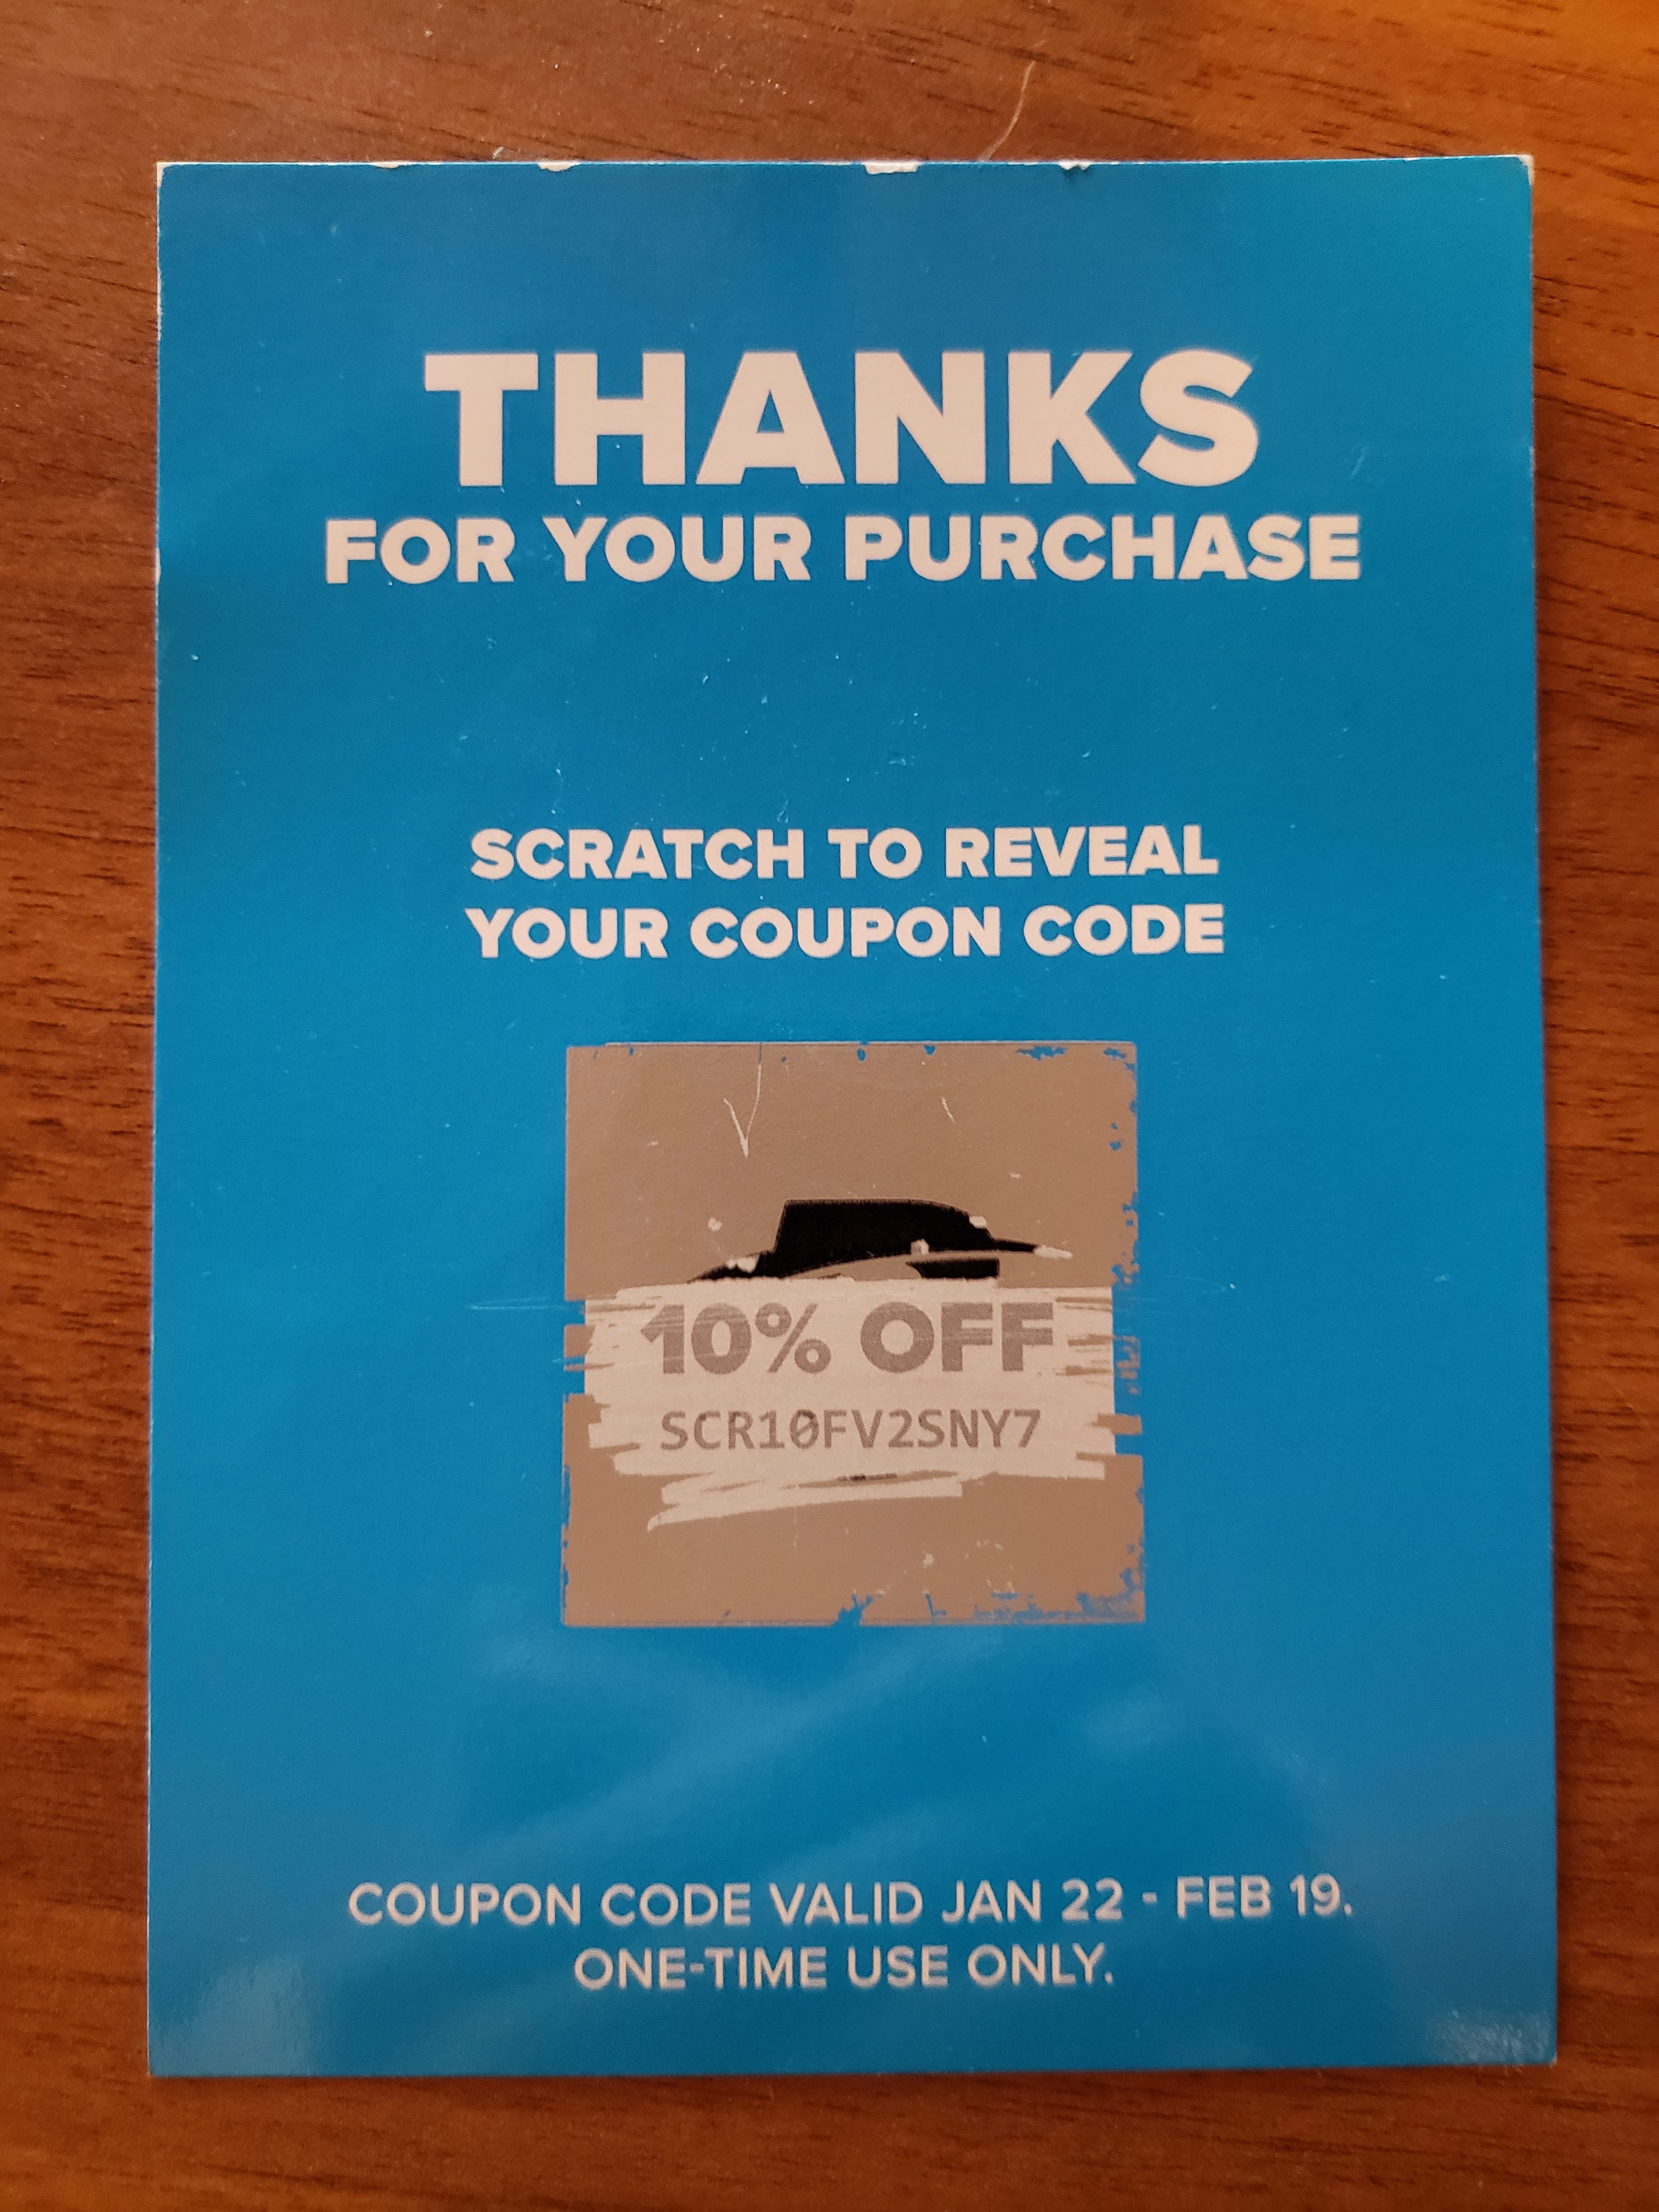 THANKS
FOR YOUR PURCHASE
SCRATCH TO REVEAL
YOUR COUPON CODE
10% OFF
SCR10FV2SNY7
COUPON CODE VALID JAN 22 - FEB 19.
ONE-TIME USE ONLY.